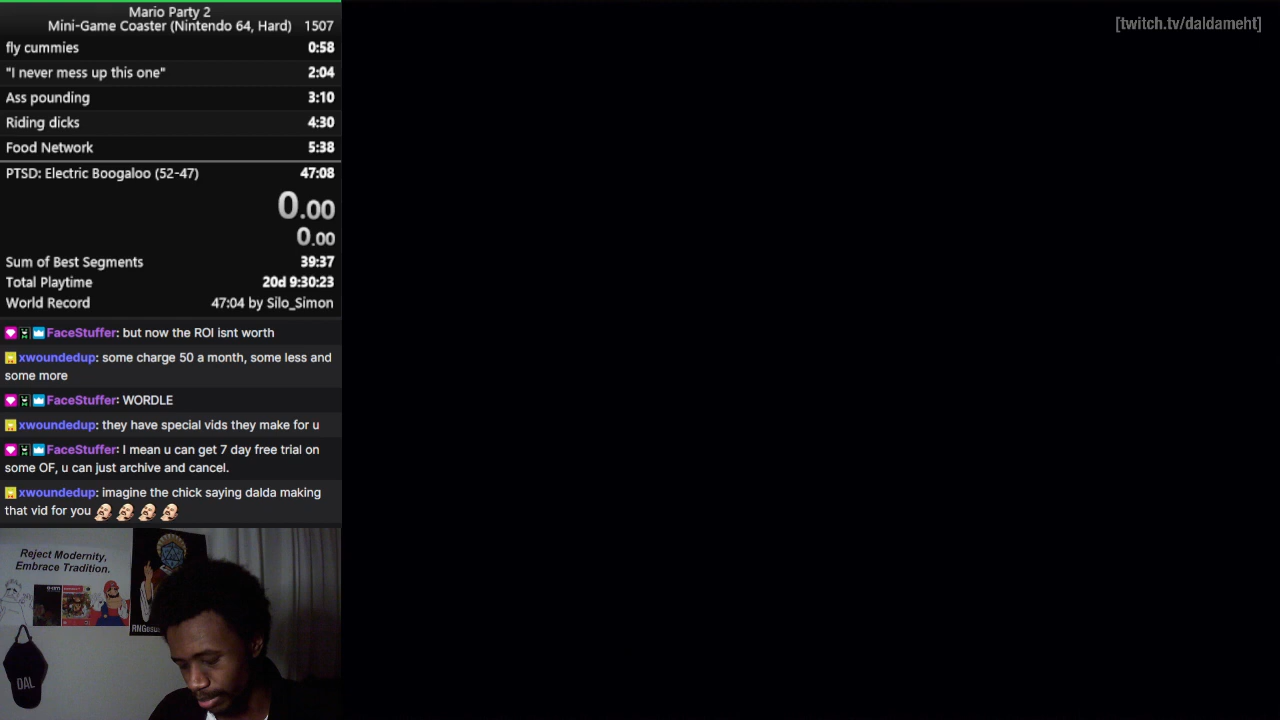 Mario Party 2
Mini-Game Coaster (Nintendo 64, Hard) 1507
[twitch.tv/daldameht]
fly cummies 0:58
"I never mess up this one" 2:04
Ass pounding 3:10
Riding dicks 4:30
Food Network 5:38
PTSD: Electric Boogaloo (52-47) 47:08
0.00
0.00
Sum of Best Segments 39:37
Total Playtime 20d 9:30:23
World Record 47:04 by Silo_Simon
FaceStuffer: but now the ROI isnt worth
xwoundedup: some charge 50 a month, some less and
some more
FaceStuffer: WORDLE
xwoundedup: they have special vids they make for u
FaceStuffer: I mean u can get 7 day free trial on
some OF, u can just archive and cancel.
xwoundedup: imagine the chick saying dalda making
that vid for you
Reject Modernity,
Embrace Tradition.
DAL